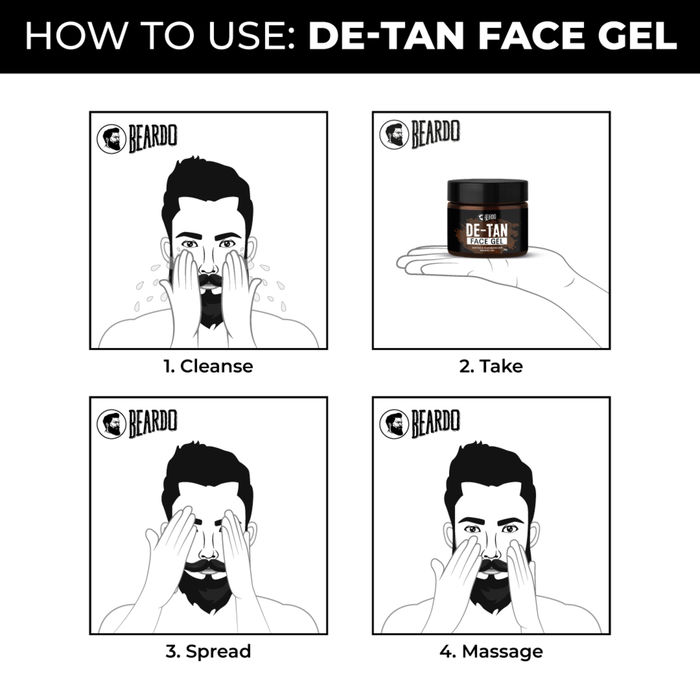 HOW TO USE: DE-TAN FACE GEL
BEARDO
1. Cleanse
BEARDO
BEARDO
DE-TAN
FACE GEL
2. Take
BEARDO
3. Spread
BEARDO
4. Massage